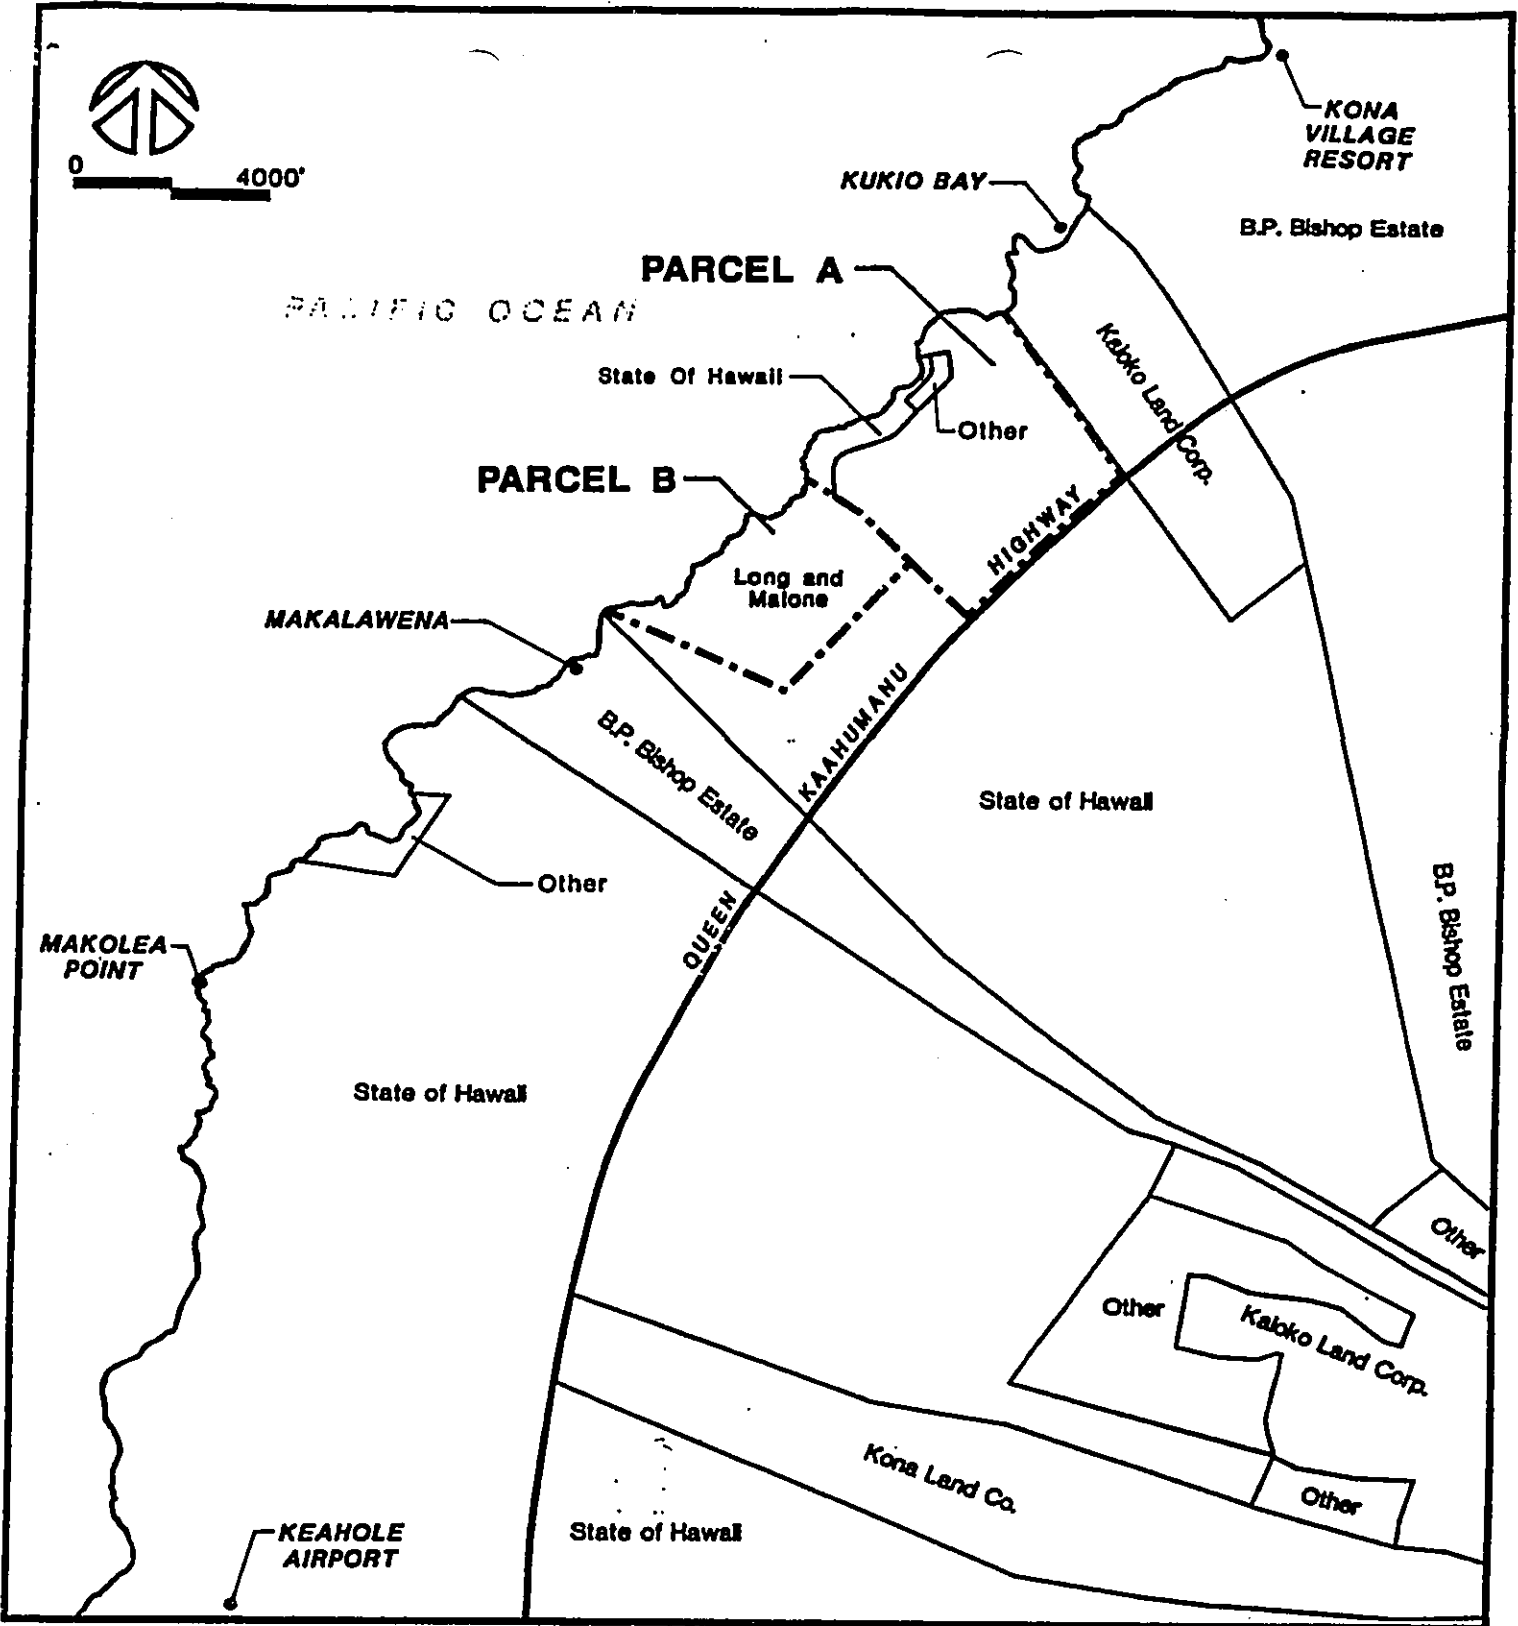 0 4000'
KONA
VILLAGE
RESORT
KUKIO BAY
B.P. Bishop Estate
PARCEL A
PACIFIC OCEAN
Kaloko Land Corp.
State Of Hawaii
Other
PARCEL B
HIGHWAY
Long and
Malone
MAKALAWENA
KAAHUMANU
B.P. Bishop Estate
State of Hawaii
Other
B.P. Bishop Estate
QUEEN
MAKOLEA
POINT
State of Hawaii
Other
Other
Kaloko Land Corp.
Kona Land Co.
Other
State of Hawaii
KEAHOLE
AIRPORT